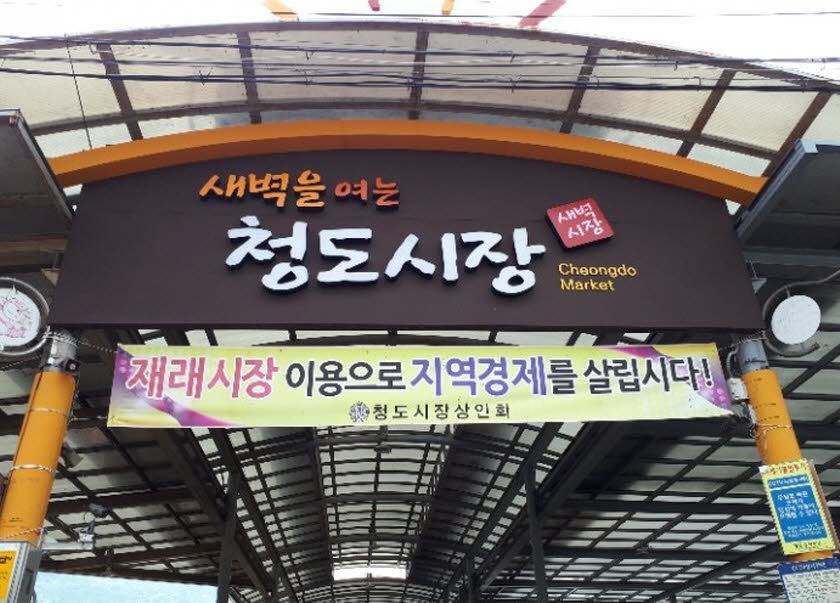 새벽을 여는
청도시장
새벽
시장
Cheongdo
Market
재래시장 이용으로 지역경제를 살립시다!
청도시장상인회